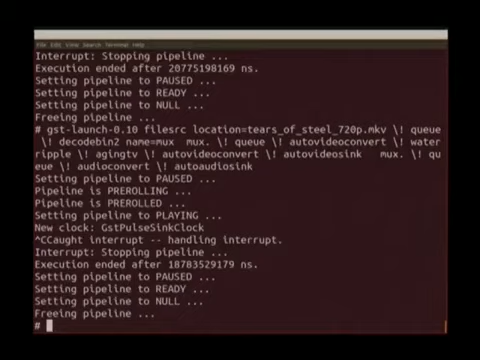 File Edit View Search Terminal Help
Interrupt: Stopping pipeline ...
Execution ended after 20775198169 ns.
Setting pipeline to PAUSED ...
Setting pipeline to READY ...
Setting pipeline to NULL ...
Freeing pipeline ...
# gst-launch-0.10 filesrc location=tears_of_steel_720p.mkv \! queue
 \! decodebin2 name=mux  mux. \! queue \! autovideoconvert \! water
ripple \! agingtv \! autovideoconvert \! autovideosink   mux. \! qu
eue \! audioconvert \! autoaudiosink
Setting pipeline to PAUSED ...
Pipeline is PREROLLING ...
Pipeline is PREROLLED ...
Setting pipeline to PLAYING ...
New clock: GstPulseSinkClock
^CCaught interrupt -- handling interrupt.
Interrupt: Stopping pipeline ...
Execution ended after 18783529179 ns.
Setting pipeline to PAUSED ...
Setting pipeline to READY ...
Setting pipeline to NULL ...
Freeing pipeline ...
#